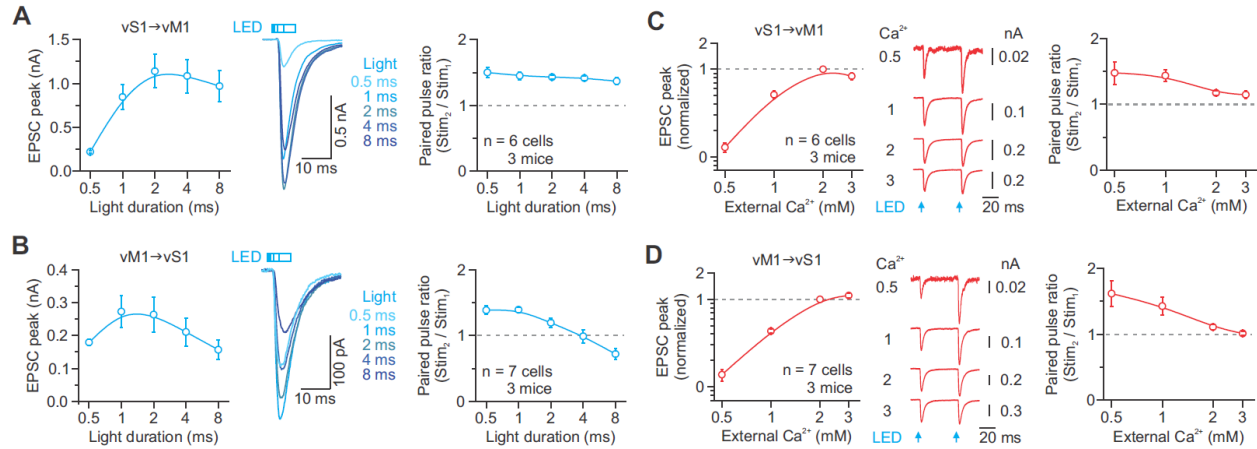 A
vS1→vM1
EPSC peak (nA)
1.5
1.0
0.5
0.0
0.5 1 2 4 8
Light duration (ms)
LED
Light
0.5 ms
1 ms
2 ms
4 ms
8 ms
0.5 nA
10 ms
Paired pulse ratio
(Stim₂ / Stim₁)
2
1
0
n = 6 cells
3 mice
0.5 1 2 4 8
Light duration (ms)
B
vM1→vS1
EPSC peak (nA)
0.4
0.3
0.2
0.1
0.0
0.5 1 2 4 8
Light duration (ms)
LED
Light
0.5 ms
1 ms
2 ms
4 ms
8 ms
100 pA
10 ms
Paired pulse ratio
(Stim₂ / Stim₁)
2
1
0
n = 7 cells
3 mice
0.5 1 2 4 8
Light duration (ms)
C
vS1→vM1
EPSC peak
(normalized)
2
1
0.1
n = 6 cells
3 mice
0.5 1 2 3
External Ca²⁺ (mM)
Ca²⁺ nA
0.5 0.02
1 0.1
2 0.2
3 0.2
LED 20 ms
Paired pulse ratio
(Stim₂ / Stim₁)
2
1
0
0.5 1 2 3
External Ca²⁺ (mM)
D
vM1→vS1
EPSC peak
(normalized)
2
1
0.1
n = 7 cells
3 mice
0.5 1 2 3
External Ca²⁺ (mM)
Ca²⁺ nA
0.5 0.02
1 0.1
2 0.2
3 0.3
LED 20 ms
Paired pulse ratio
(Stim₂ / Stim₁)
2
1
0
0.5 1 2 3
External Ca²⁺ (mM)